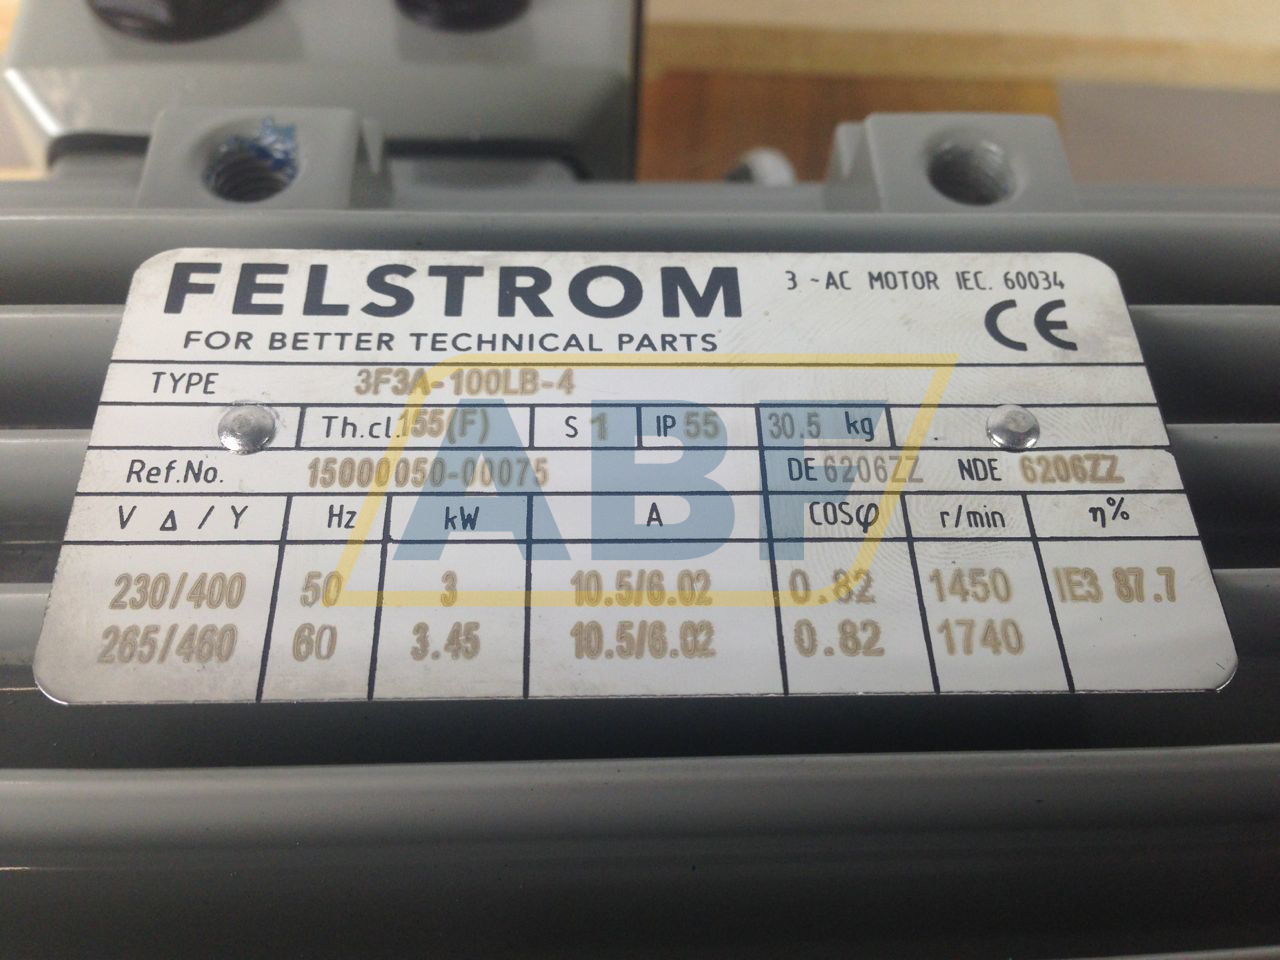 FELSTROM
3 ~AC MOTOR IEC. 60034
FOR BETTER TECHNICAL PARTS
CE
TYPE 3F3A-100LB-4
Th.cl. 155(F) S 1 IP 55 30.5 kg
Ref.No. 15000050-00075 DE 6206ZZ NDE 6206ZZ
V Δ / Y Hz kW A COSφ r/min η%
230/400 50 3 10.5/6.02 0.82 1450 IE3 87.7
265/460 60 3.45 10.5/6.02 0.82 1740
ABF